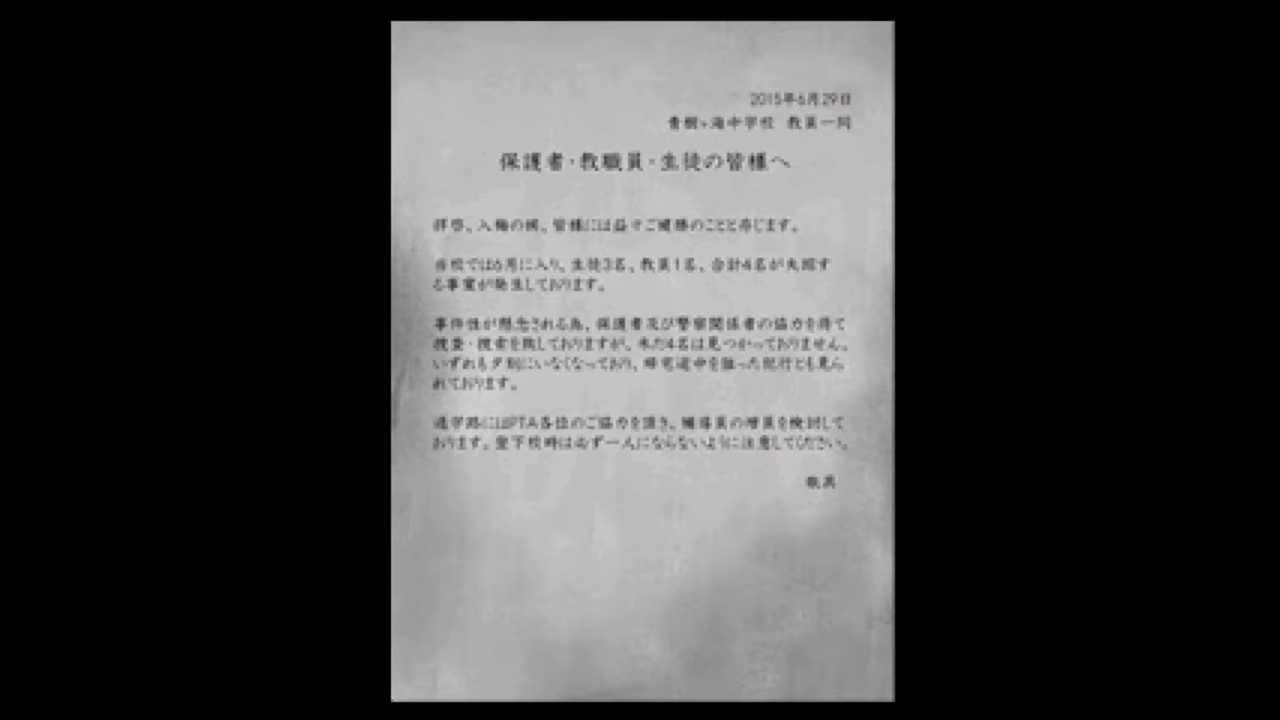 2015年6月29日
青樹ヶ海中学校 教員一同
保護者・教職員・生徒の皆様へ
拝啓、入梅の候、皆様には益々ご健勝のことと存じます。
当校では6月に入り、生徒3名、教員1名、合計4名が失踪す
る事案が発生しております。
事件性が懸念される為、保護者及び警察関係者の協力を得て
捜査・捜索を続しておりますが、未だ4名は見つかっておりません。
いずれも夕刻にいなくなっており、帰宅途中を狙った犯行とも見ら
れております。
通学路にはPTA各位のご協力を頂き、補導員の増員を検討して
おります。登下校時は必ず一人にならないように注意してください。
敬具